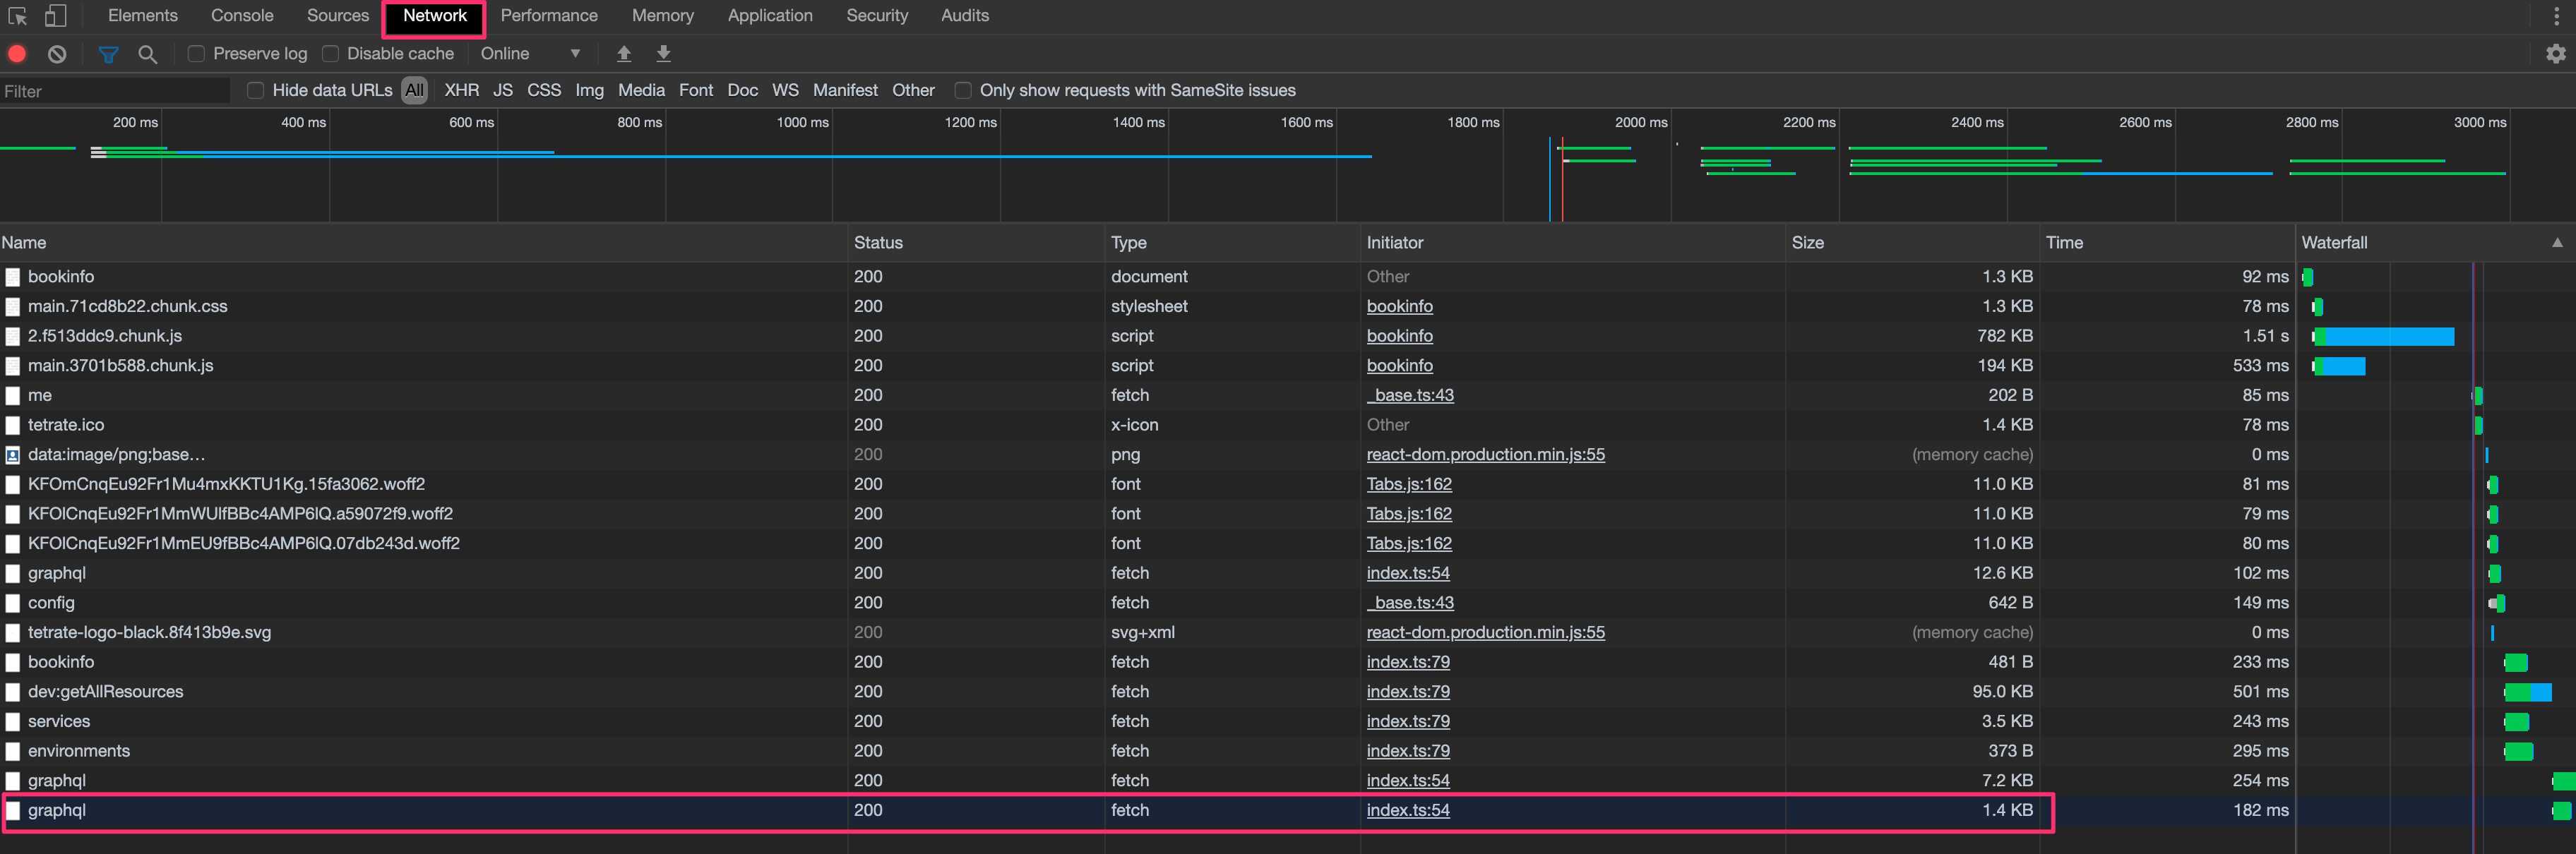 Elements Console Sources Network Performance Memory Application Security Audits
Preserve log Disable cache Online
Filter Hide data URLs All XHR JS CSS Img Media Font Doc WS Manifest Other Only show requests with SameSite issues
200 ms 400 ms 600 ms 800 ms 1000 ms 1200 ms 1400 ms 1600 ms 1800 ms 2000 ms 2200 ms 2400 ms 2600 ms 2800 ms 3000 ms
Name Status Type Initiator Size Time Waterfall
bookinfo 200 document Other 1.3 KB 92 ms
main.71cd8b22.chunk.css 200 stylesheet bookinfo 1.3 KB 78 ms
2.f513ddc9.chunk.js 200 script bookinfo 782 KB 1.51 s
main.3701b588.chunk.js 200 script bookinfo 194 KB 533 ms
me 200 fetch _base.ts:43 202 B 85 ms
tetrate.ico 200 x-icon Other 1.4 KB 78 ms
data:image/png;base… 200 png react-dom.production.min.js:55 (memory cache) 0 ms
KFOmCnqEu92Fr1Mu4mxKKTU1Kg.15fa3062.woff2 200 font Tabs.js:162 11.0 KB 81 ms
KFOlCnqEu92Fr1MmWUlfBBc4AMP6lQ.a59072f9.woff2 200 font Tabs.js:162 11.0 KB 79 ms
KFOlCnqEu92Fr1MmEU9fBBc4AMP6lQ.07db243d.woff2 200 font Tabs.js:162 11.0 KB 80 ms
graphql 200 fetch index.ts:54 12.6 KB 102 ms
config 200 fetch _base.ts:43 642 B 149 ms
tetrate-logo-black.8f413b9e.svg 200 svg+xml react-dom.production.min.js:55 (memory cache) 0 ms
bookinfo 200 fetch index.ts:79 481 B 233 ms
dev:getAllResources 200 fetch index.ts:79 95.0 KB 501 ms
services 200 fetch index.ts:79 3.5 KB 243 ms
environments 200 fetch index.ts:79 373 B 295 ms
graphql 200 fetch index.ts:54 7.2 KB 254 ms
graphql 200 fetch index.ts:54 1.4 KB 182 ms